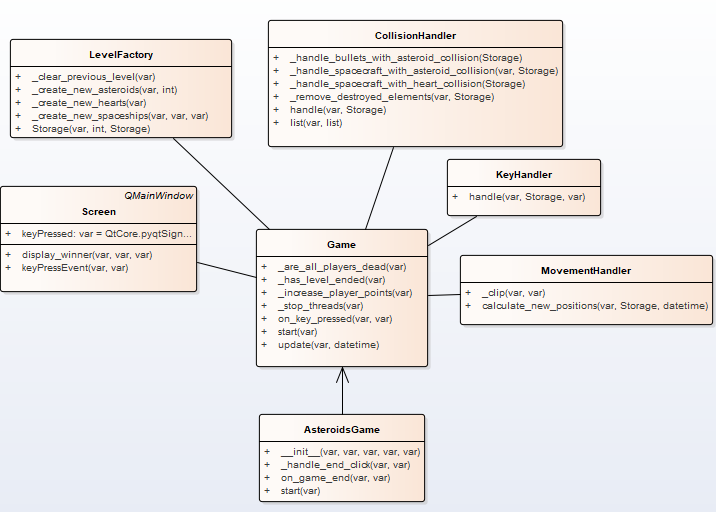 LevelFactory
+ _clear_previous_level(var)
+ _create_new_asteroids(var, int)
+ _create_new_hearts(var)
+ _create_new_spaceships(var, var, var)
+ Storage(var, int, Storage)
CollisionHandler
+ _handle_bullets_with_asteroid_collision(Storage)
+ _handle_spacecraft_with_asteroid_collision(var, Storage)
+ _handle_spacecraft_with_heart_collision(Storage)
+ _remove_destroyed_elements(var, Storage)
+ handle(var, Storage)
+ list(var, list)
KeyHandler
+ handle(var, Storage, var)
QMainWindow
Screen
+ keyPressed: var = QtCore.pyqtSign...
+ display_winner(var, var, var)
+ keyPressEvent(var, var)
Game
+ _are_all_players_dead(var)
+ _has_level_ended(var)
+ _increase_player_points(var)
+ _stop_threads(var)
+ on_key_pressed(var, var)
+ start(var)
+ update(var, datetime)
MovementHandler
+ _clip(var, var)
+ calculate_new_positions(var, Storage, datetime)
AsteroidsGame
+ __init__(var, var, var, var, var)
+ _handle_end_click(var, var)
+ on_game_end(var, var)
+ start(var)